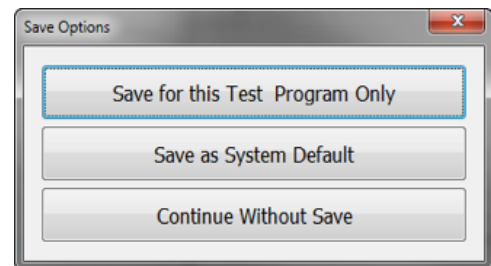 Save Options
Save for this Test  Program Only
Save as System Default
Continue Without Save